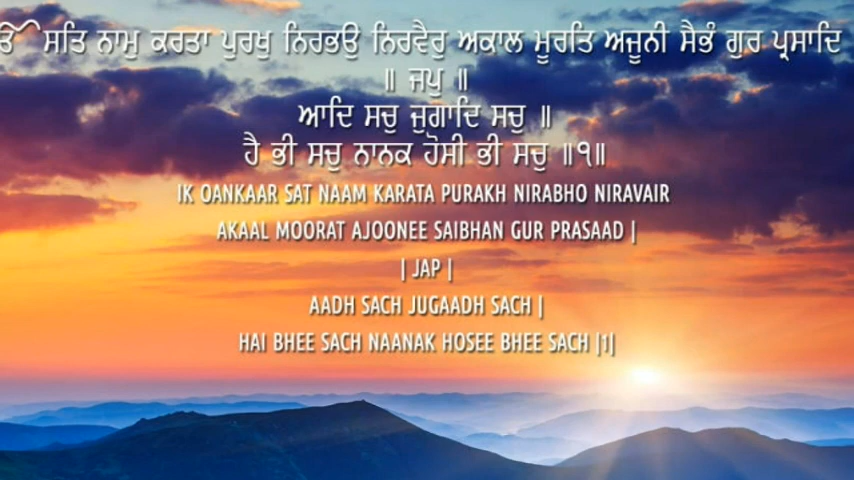 ੴ ਸਤਿ ਨਾਮੁ ਕਰਤਾ ਪੁਰਖੁ ਨਿਰਭਉ ਨਿਰਵੈਰੁ ਅਕਾਲ ਮੂਰਤਿ ਅਜੂਨੀ ਸੈਭੰ ਗੁਰ ਪ੍ਰਸਾਦਿ
॥ ਜਪੁ ॥
ਆਦਿ ਸਚੁ ਜੁਗਾਦਿ ਸਚੁ ॥
ਹੈ ਭੀ ਸਚੁ ਨਾਨਕ ਹੋਸੀ ਭੀ ਸਚੁ ॥੧॥
IK OANKAAR SAT NAAM KARATA PURAKH NIRABHO NIRAVAIR
AKAAL MOORAT AJOONEE SAIBHAN GUR PRASAAD |
| JAP |
AADH SACH JUGAADH SACH |
HAI BHEE SACH NAANAK HOSEE BHEE SACH |1|